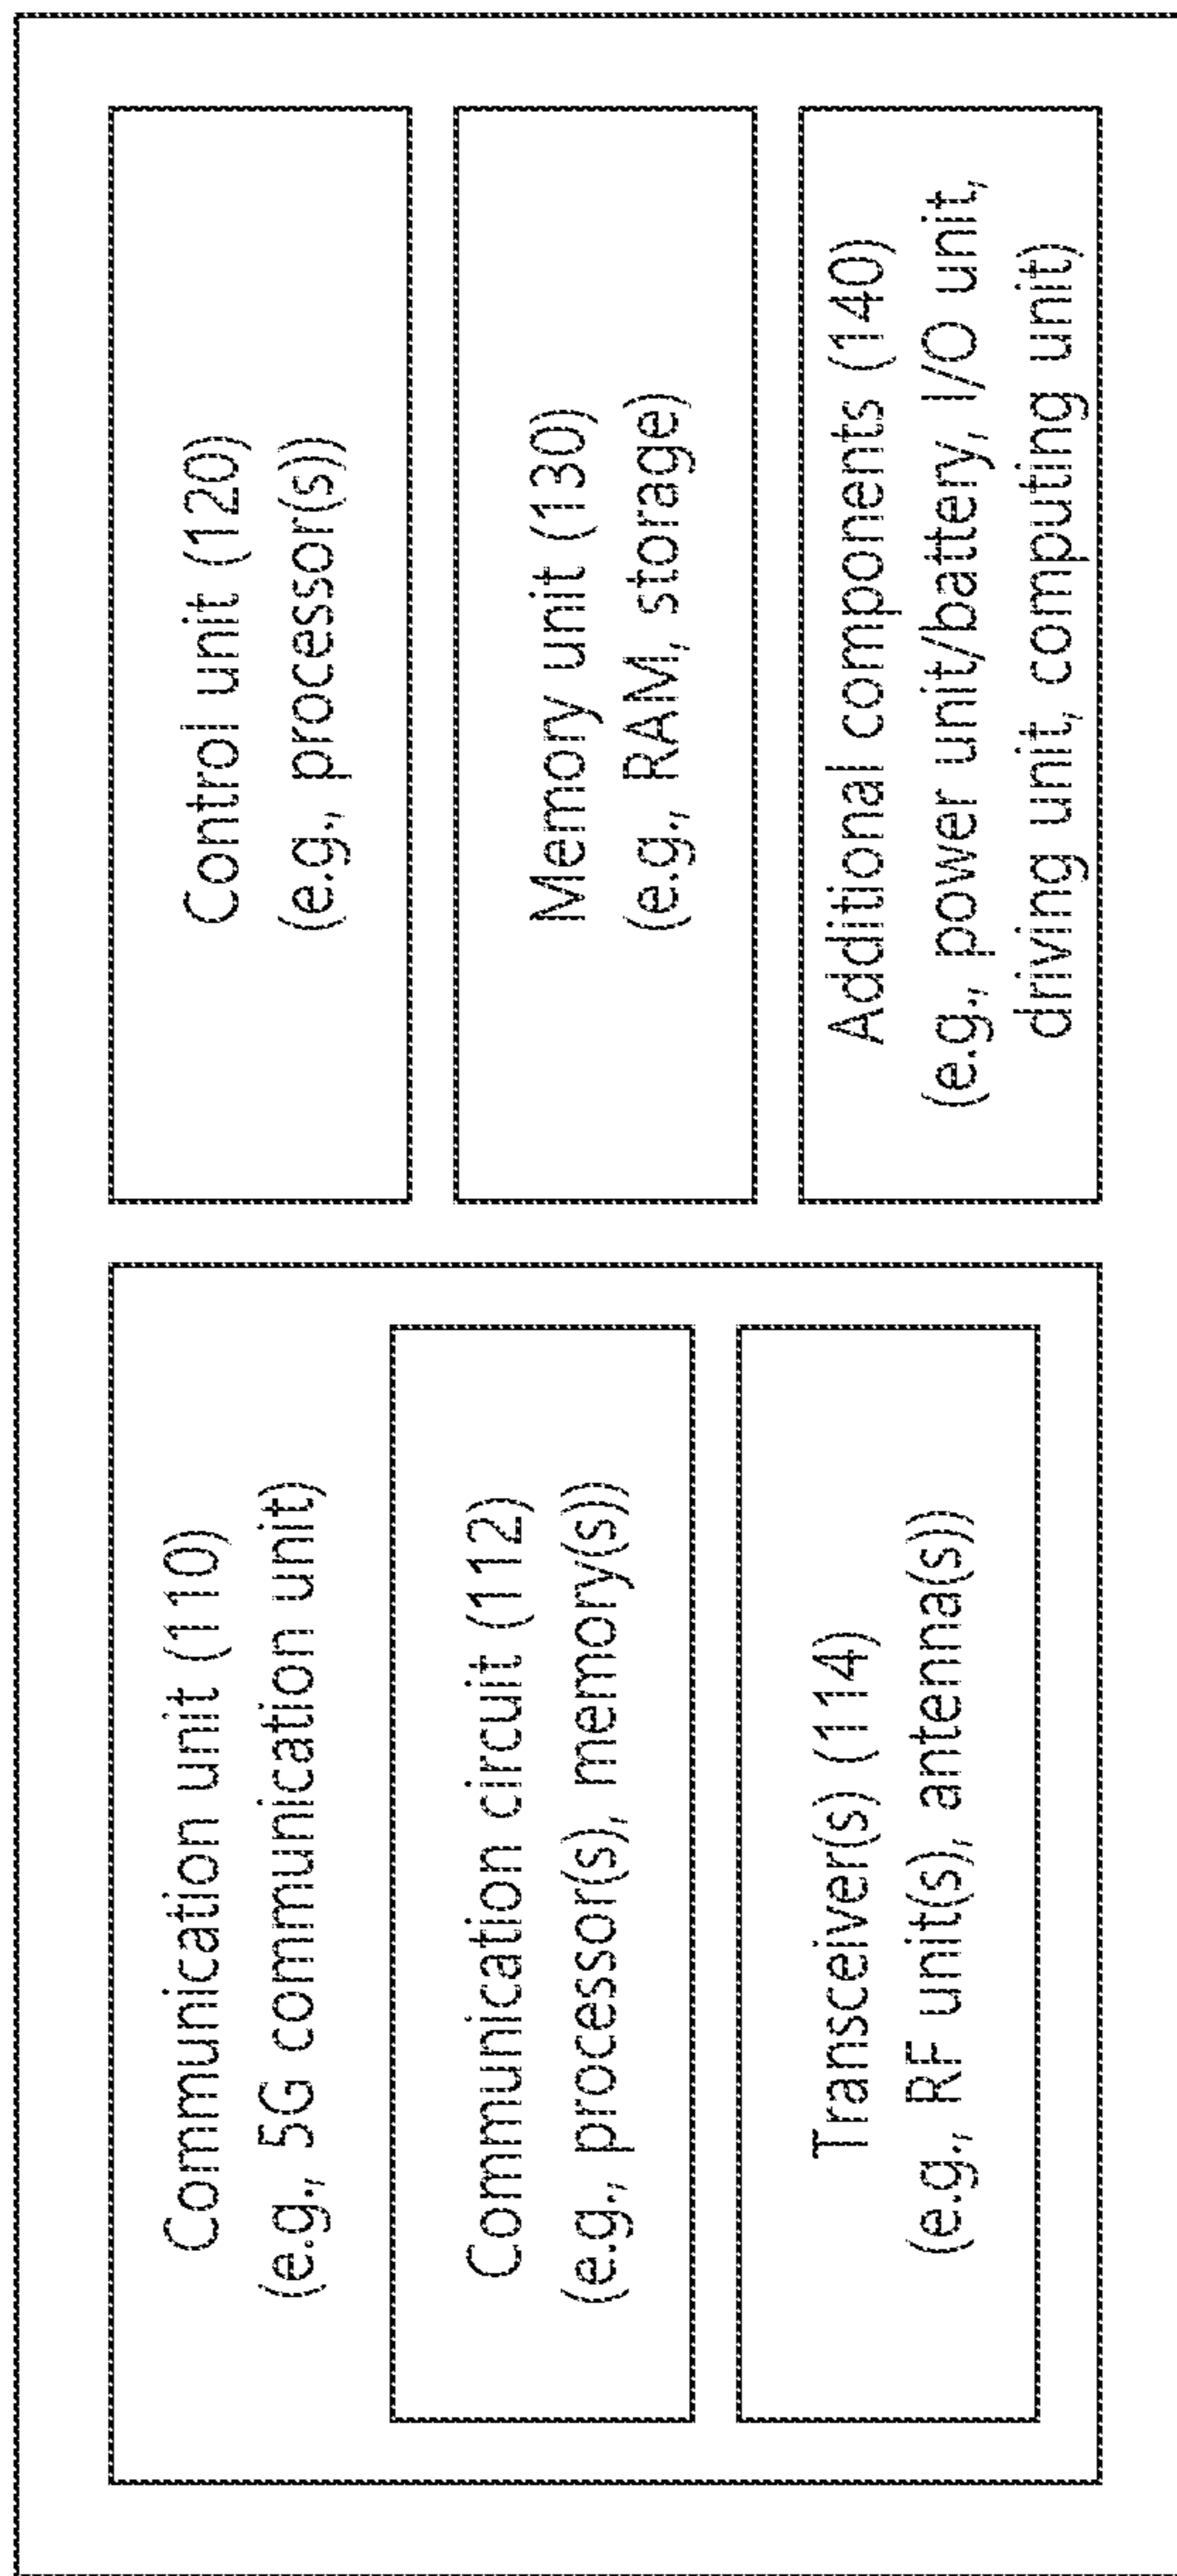 Communication unit (110)
(e.g., 5G communication unit)
Communication circuit (112)
(e.g., processor(s), memory(s))
Transceiver(s) (114)
(e.g., RF unit(s), antenna(s))
Control unit (120)
(e.g., processor(s))
Memory unit (130)
(e.g., RAM, storage)
Additional components (140)
(e.g., power unit/battery, I/O unit,
driving unit, computing unit)